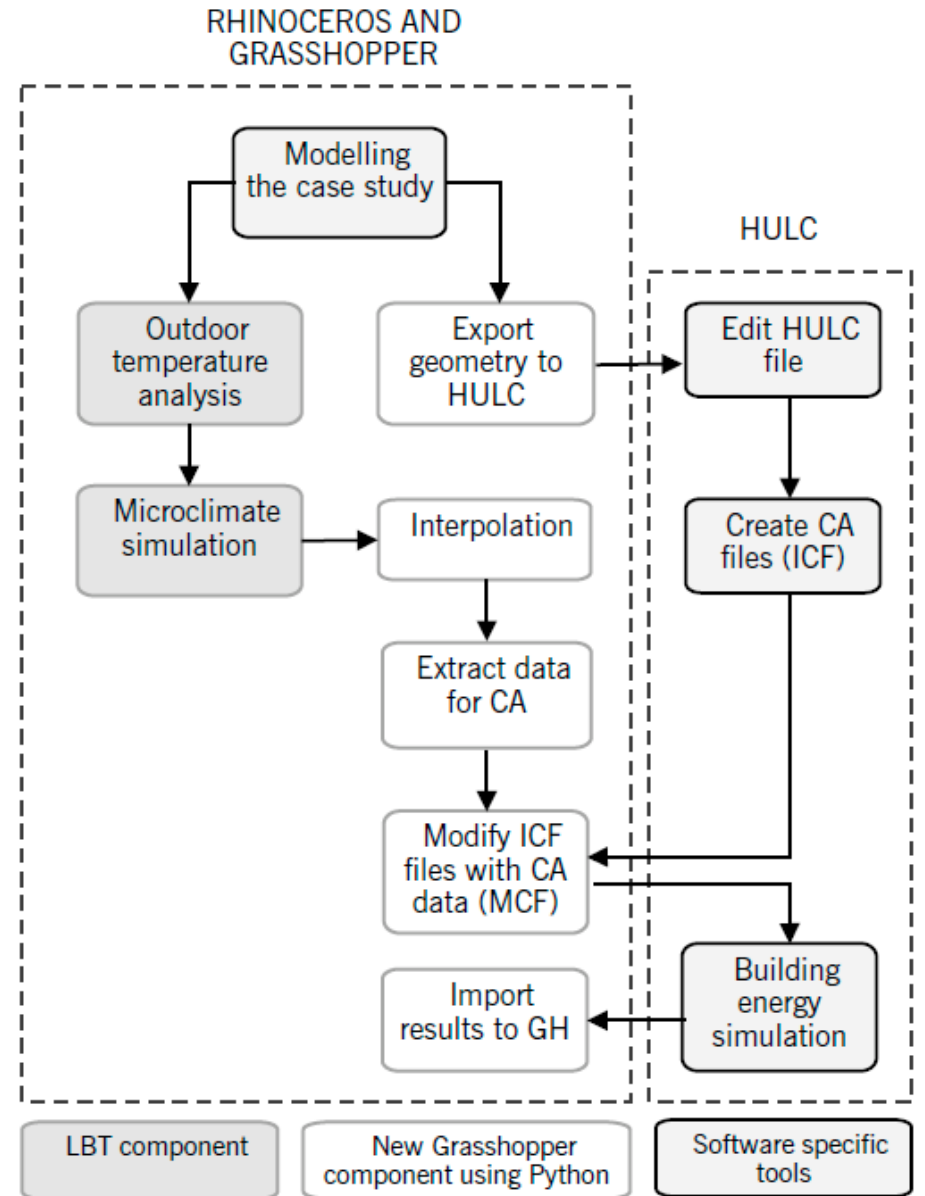 RHINOCEROS AND
GRASSHOPPER
Modelling
the case study
HULC
Outdoor
temperature
analysis
Export
geometry to
HULC
Edit HULC
file
Microclimate
simulation
Interpolation
Create CA
files (ICF)
Extract data
for CA
Modify ICF
files with CA
data (MCF)
Building
energy
simulation
Import
results to GH
LBT component
New Grasshopper
component using Python
Software specific
tools